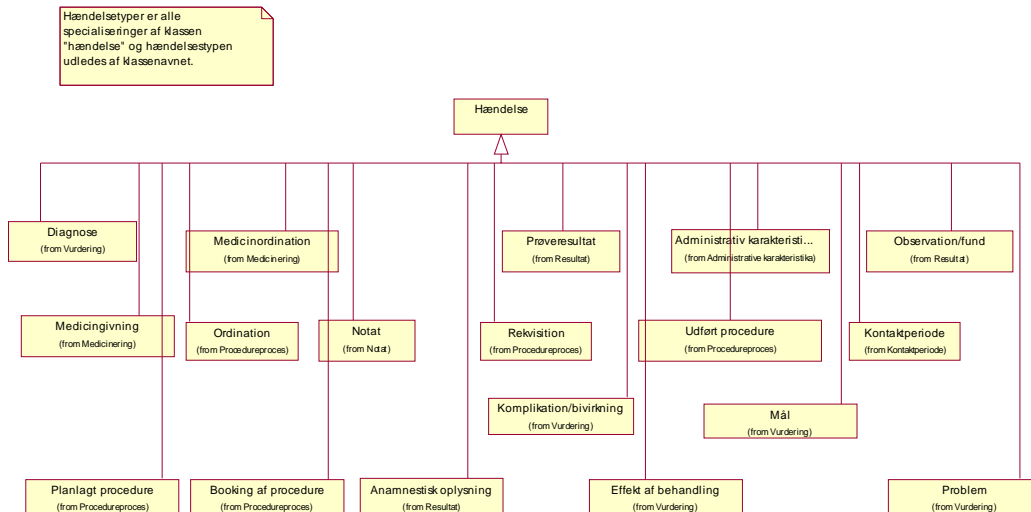 Hændelsetyper er alle
specialiseringer af klassen
"hændelse" og hændelsestypen
udledes af klassenavnet.
Hændelse
Diagnose
(from Vurdering)
Medicinordination
(from Medicinering)
Prøveresultat
(from Resultat)
Administrativ karakteristi...
(from Administrative karakteristika)
Observation/fund
(from Resultat)
Medicingivning
(from Medicinering)
Ordination
(from Procedureproces)
Notat
(from Notat)
Rekvisition
(from Procedureproces)
Udført procedure
(from Procedureproces)
Kontaktperiode
(from Kontaktperiode)
Komplikation/bivirkning
(from Vurdering)
Mål
(from Vurdering)
Planlagt procedure
(from Procedureproces)
Booking af procedure
(from Procedureproces)
Anamnestisk oplysning
(from Resultat)
Effekt af behandling
(from Vurdering)
Problem
(from Vurdering)